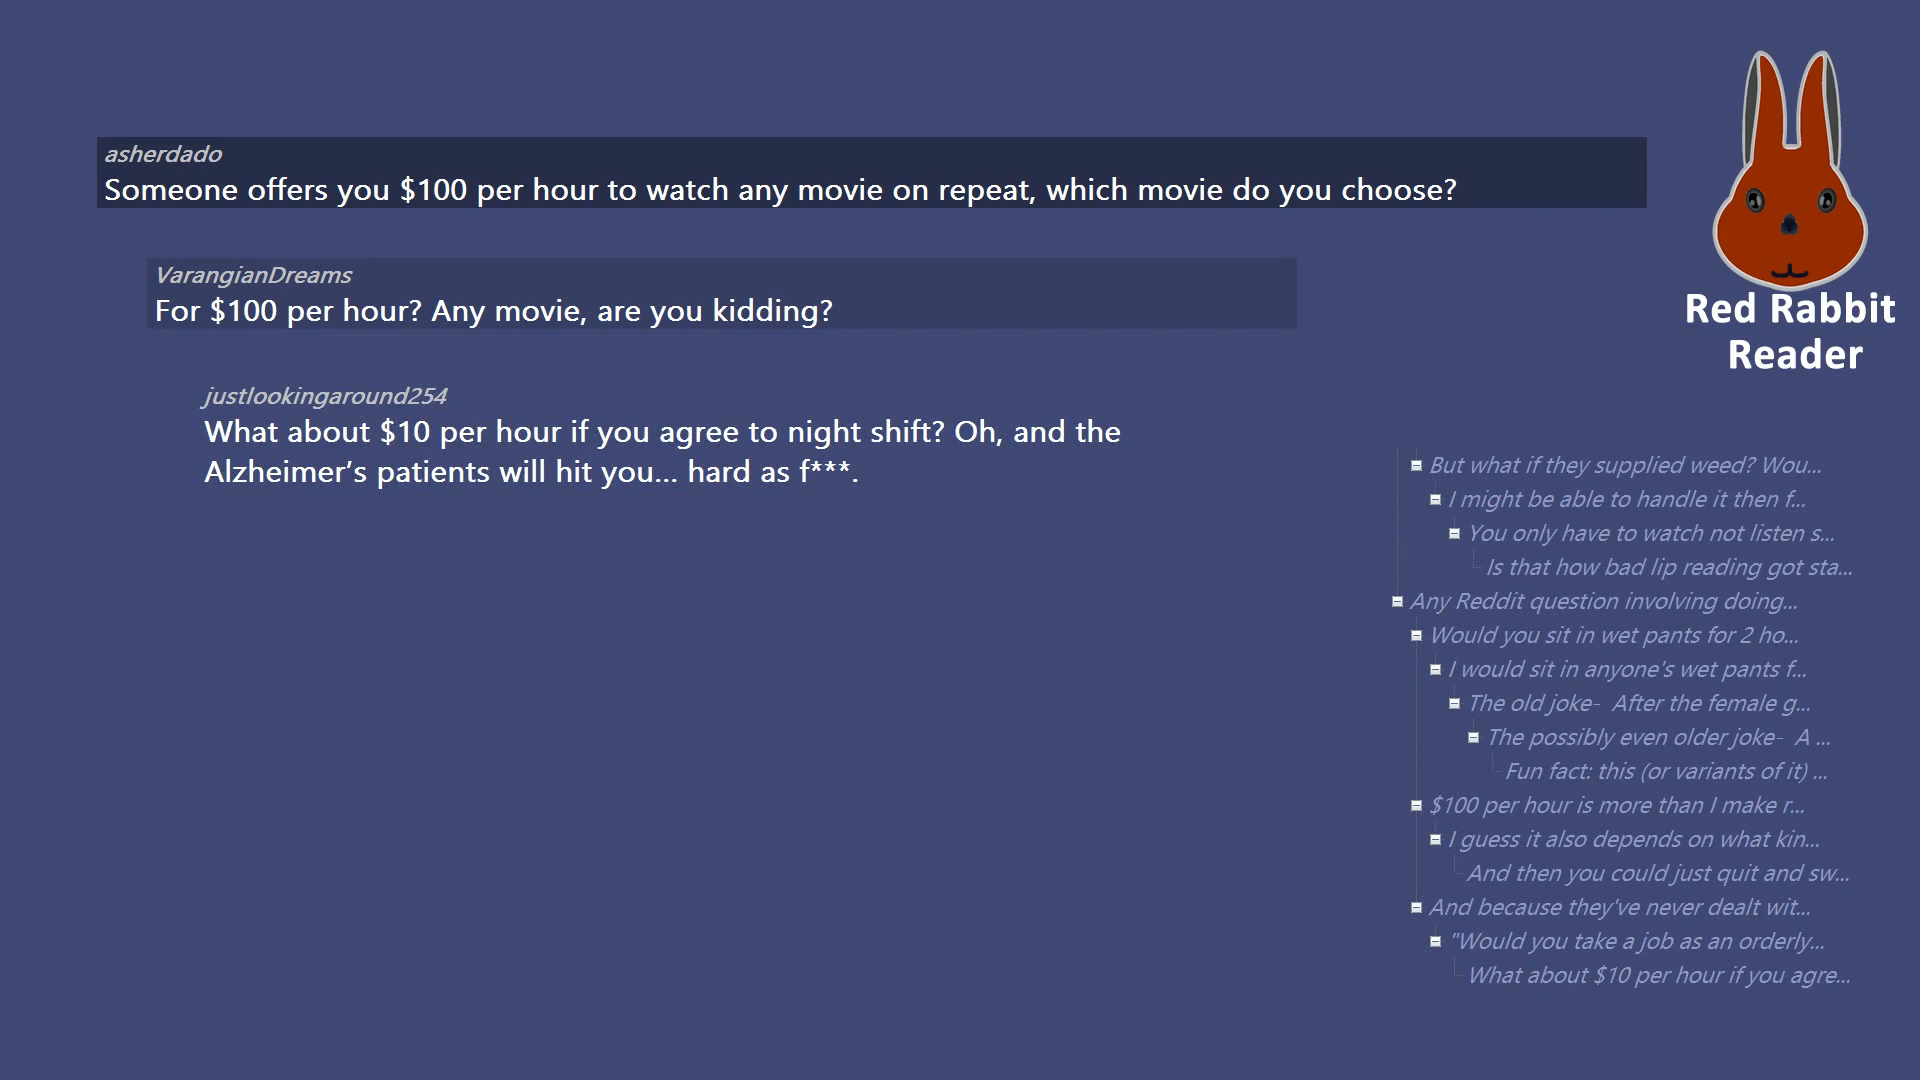 asherdado
Someone offers you $100 per hour to watch any movie on repeat, which movie do you choose?
VarangianDreams
For $100 per hour? Any movie, are you kidding?
justlookingaround254
What about $10 per hour if you agree to night shift? Oh, and the
Alzheimer’s patients will hit you... hard as f***.
Red Rabbit
Reader
But what if they supplied weed? Wou...
I might be able to handle it then f...
You only have to watch not listen s...
Is that how bad lip reading got sta...
Any Reddit question involving doing...
Would you sit in wet pants for 2 ho...
I would sit in anyone's wet pants f...
The old joke-  After the female g...
The possibly even older joke-  A ...
Fun fact: this (or variants of it) ...
$100 per hour is more than I make r...
I guess it also depends on what kin...
And then you could just quit and sw...
And because they've never dealt wit...
"Would you take a job as an orderly...
What about $10 per hour if you agre...